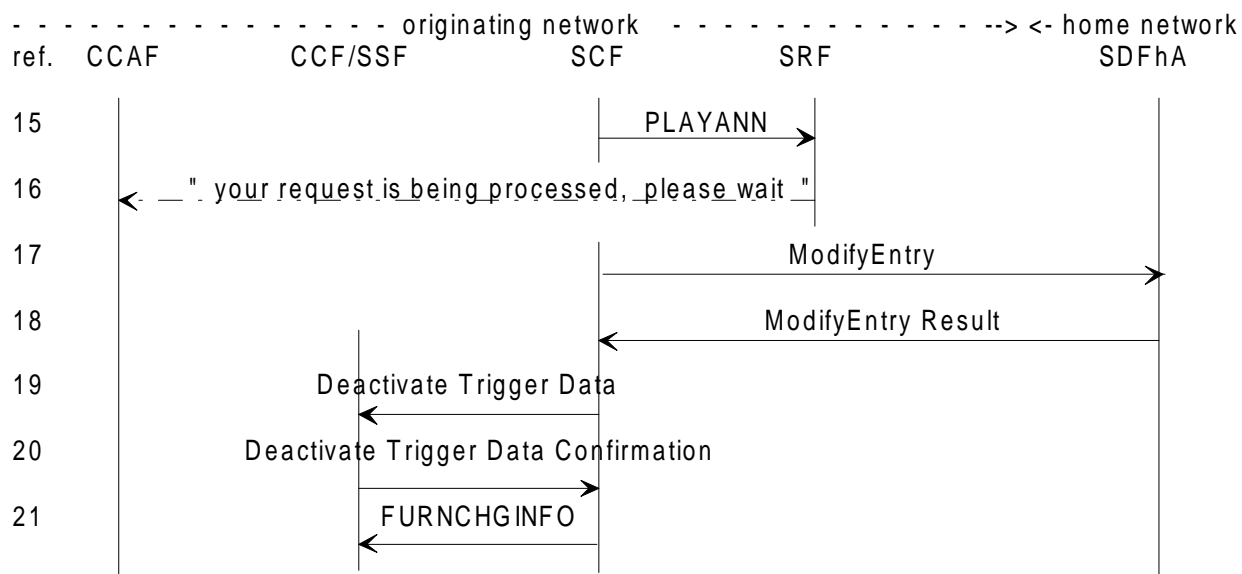 - - - - - - - - - - - - - - - - originating network - - - - - - - - - - - - - --> <- home network
ref. CCAF CCF/SSF SCF SRF SDFhA
15 PLAYANN
16 " your request is being processed, please wait "
17 ModifyEntry
18 ModifyEntry Result
19 Deactivate Trigger Data
20 Deactivate Trigger Data Confirmation
21 FURNCHGINFO